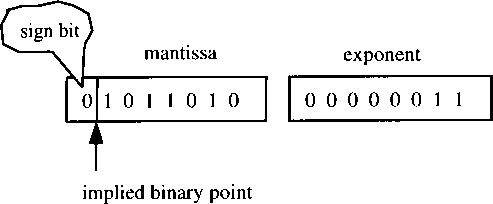 sign bit
mantissa exponent
0 1 0 1 1 0 1 0 0 0 0 0 0 0 1 1
implied binary point